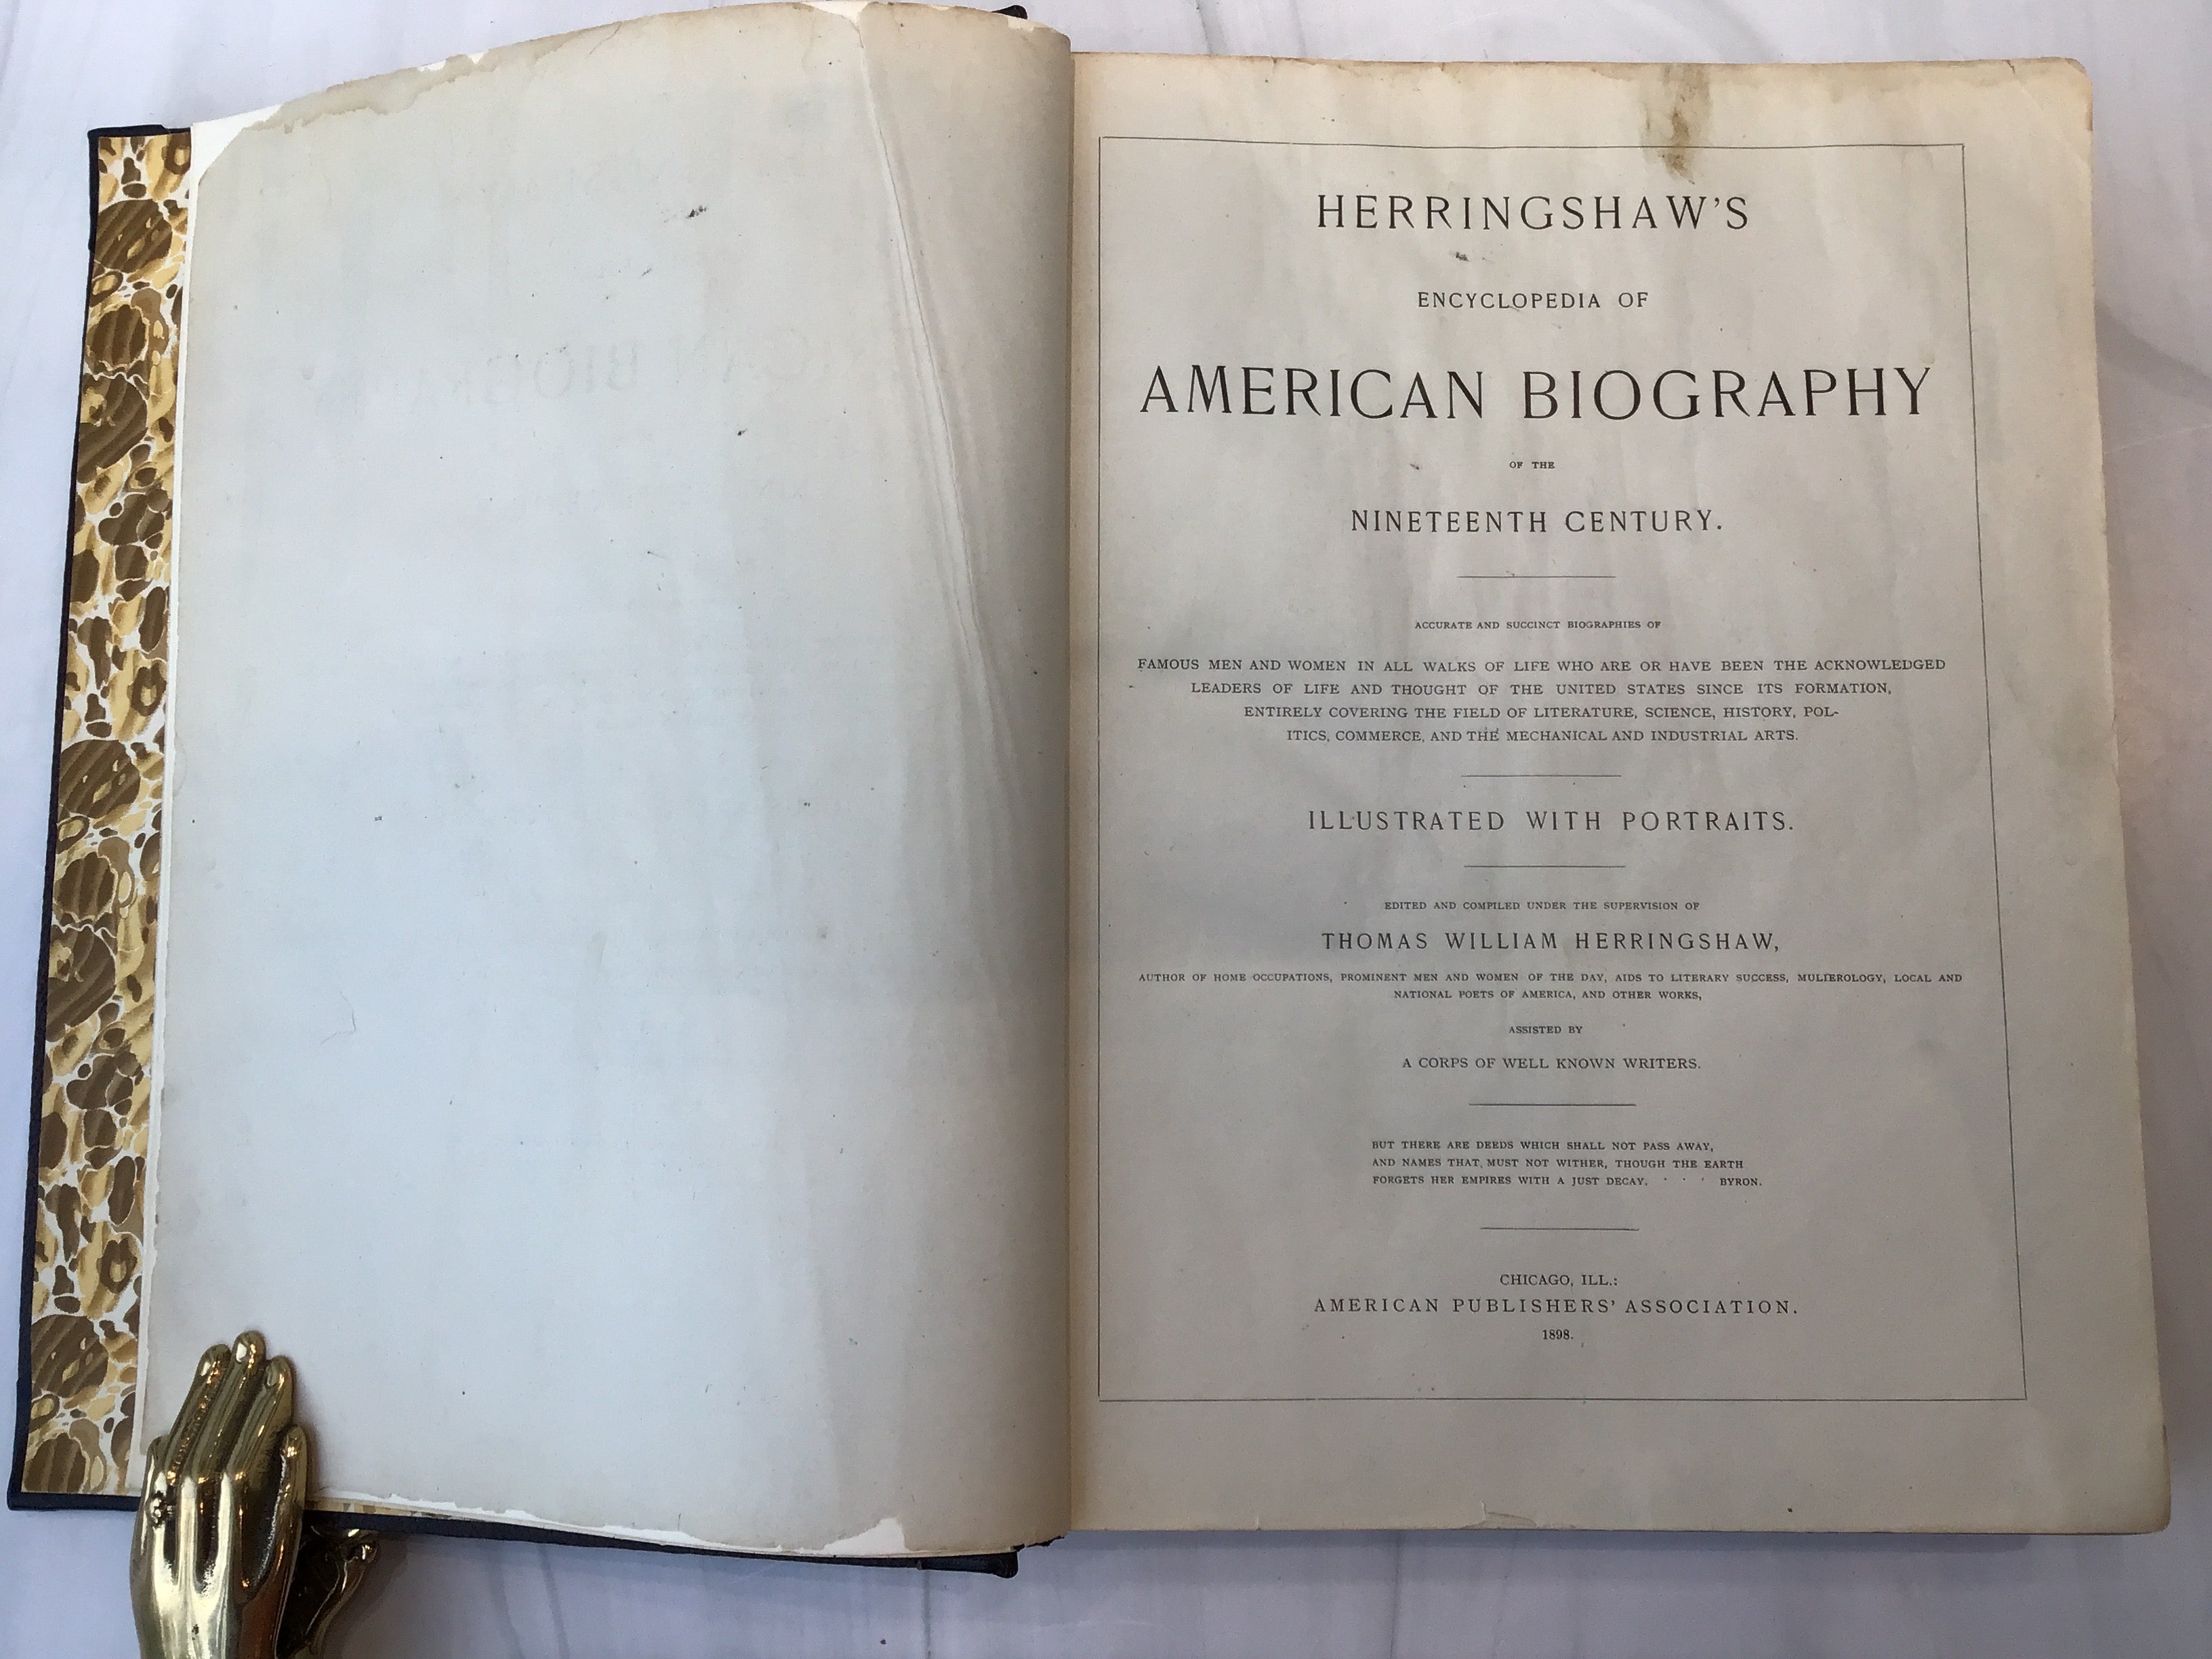 HERRINGSHAW'S
ENCYCLOPEDIA OF
AMERICAN BIOGRAPHY
OF THE
NINETEENTH CENTURY.
ACCURATE AND SUCCINCT BIOGRAPHIES OF
FAMOUS MEN AND WOMEN IN ALL WALKS OF LIFE WHO ARE OR HAVE BEEN THE ACKNOWLEDGED
LEADERS OF LIFE AND THOUGHT OF THE UNITED STATES SINCE ITS FORMATION,
ENTIRELY COVERING THE FIELD OF LITERATURE, SCIENCE, HISTORY, POL-
ITICS, COMMERCE, AND THE MECHANICAL AND INDUSTRIAL ARTS.
ILLUSTRATED WITH PORTRAITS.
EDITED AND COMPILED UNDER THE SUPERVISION OF
THOMAS WILLIAM HERRINGSHAW,
AUTHOR OF HOME OCCUPATIONS, PROMINENT MEN AND WOMEN OF THE DAY, AIDS TO LITERARY SUCCESS, MULIEROLOGY, LOCAL AND
NATIONAL POETS OF AMERICA, AND OTHER WORKS,
ASSISTED BY
A CORPS OF WELL KNOWN WRITERS.
BUT THERE ARE DEEDS WHICH SHALL NOT PASS AWAY,
AND NAMES THAT MUST NOT WITHER, THOUGH THE EARTH
FORGETS HER EMPIRES WITH A JUST DECAY. · · · BYRON.
CHICAGO, ILL.:
AMERICAN PUBLISHERS' ASSOCIATION.
1898.